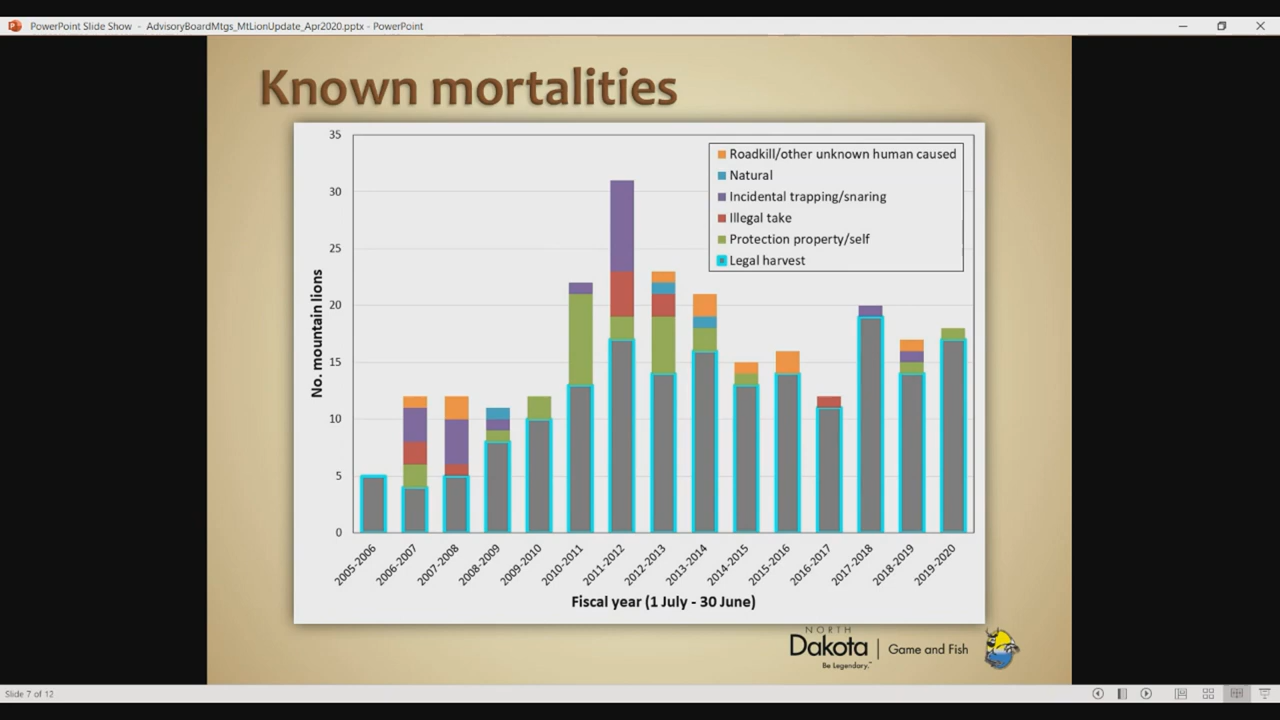 PowerPoint Slide Show - AdvisoryBoardMtgs_MtLionUpdate_Apr2020.pptx - PowerPoint
Known mortalities
35
30
25
20
15
10
5
0
No. mountain lions
Roadkill/other unknown human caused
Natural
Incidental trapping/snaring
Illegal take
Protection property/self
Legal harvest
2005-2006
2006-2007
2007-2008
2008-2009
2009-2010
2010-2011
2011-2012
2012-2013
2013-2014
2014-2015
2015-2016
2016-2017
2017-2018
2018-2019
2019-2020
Fiscal year (1 July - 30 June)
NORTH
Dakota
Be Legendary.™
Game and Fish
Slide 7 of 12